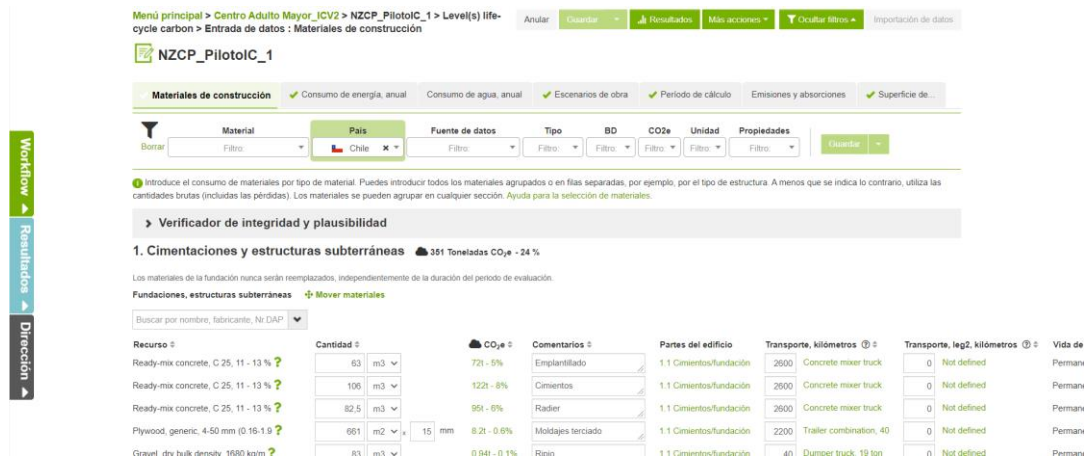 Menú principal > Centro Adulto Mayor_ICV2 > NZCP_PilotoIC_1 > Level(s) life-
cycle carbon > Entrada de datos : Materiales de construcción
Anular Guardar Resultados Más acciones Ocultar filtros Importación de datos
NZCP_PilotoIC_1
Materiales de construcción Consumo de energía, anual Consumo de agua, anual Escenarios de obra Período de cálculo Emisiones y absorciones Superficie de...
Material País Fuente de datos Tipo BD CO2e Unidad Propiedades
Borrar Filtro: Chile Filtro: Filtro: Filtro: Filtro: Filtro: Filtro: Guardar
Introduce el consumo de materiales por tipo de material. Puedes introducir todos los materiales agrupados o en filas separadas, por ejemplo, por el tipo de estructura. A menos que se indica lo contrario, utiliza las
cantidades brutas (incluidas las pérdidas). Los materiales se pueden agrupar en cualquier sección. Ayuda para la selección de materiales.
Verificador de integridad y plausibilidad
1. Cimentaciones y estructuras subterráneas 351 Toneladas CO₂e - 24 %
Los materiales de la fundación nunca serán reemplazados, independientemente de la duración del periodo de evaluación.
Fundaciones, estructuras subterráneas Mover materiales
Buscar por nombre, fabricante, Nr.DAP
Recurso Cantidad CO₂e Comentarios Partes del edificio Transporte, kilómetros Transporte, leg2, kilómetros Vida de
Ready-mix concrete, C 25, 11 - 13 % ? 63 m3 72t - 5% Emplantillado 1.1 Cimientos/fundación 2600 Concrete mixer truck 0 Not defined Permane
Ready-mix concrete, C 25, 11 - 13 % ? 106 m3 122t - 8% Cimientos 1.1 Cimientos/fundación 2600 Concrete mixer truck 0 Not defined Permane
Ready-mix concrete, C 25, 11 - 13 % ? 82,5 m3 95t - 6% Radier 1.1 Cimientos/fundación 2600 Concrete mixer truck 0 Not defined Permane
Plywood, generic, 4-50 mm (0.16-1.9 ? 661 m2 x 15 mm 8.2t - 0.6% Moldajes terciado 1.1 Cimientos/fundación 2200 Trailer combination, 40 0 Not defined Permane
Gravel, dry bulk density, 1680 kg/m ? 83 m3 0.94t - 0.1% Ripio 1.1 Cimientos/fundación 40 Dumper truck, 19 ton 0 Not defined Permane
Workflow
Resultados
Dirección